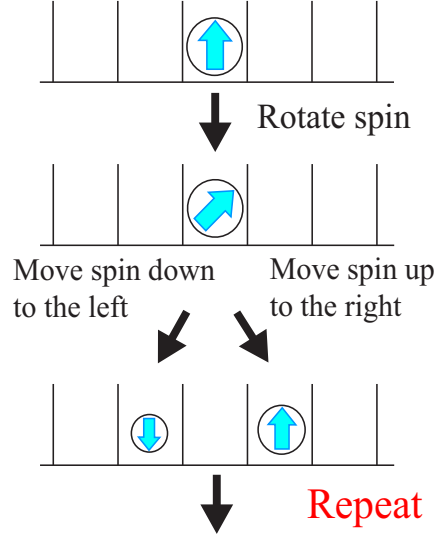 Rotate spin
Move spin down
to the left
Move spin up
to the right
Repeat